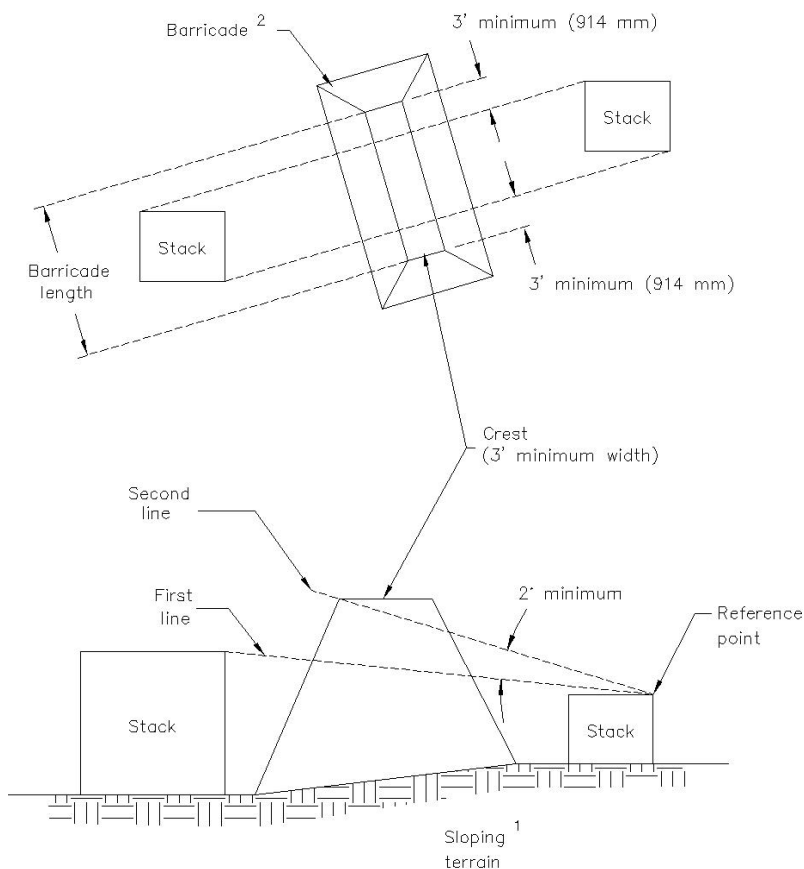 Barricade 2
3' minimum (914 mm)
Stack
Stack
Barricade
length
3' minimum (914 mm)
Crest
(3' minimum width)
Second
line
First
line
2° minimum
Reference
point
Stack
Stack
Sloping 1
terrain